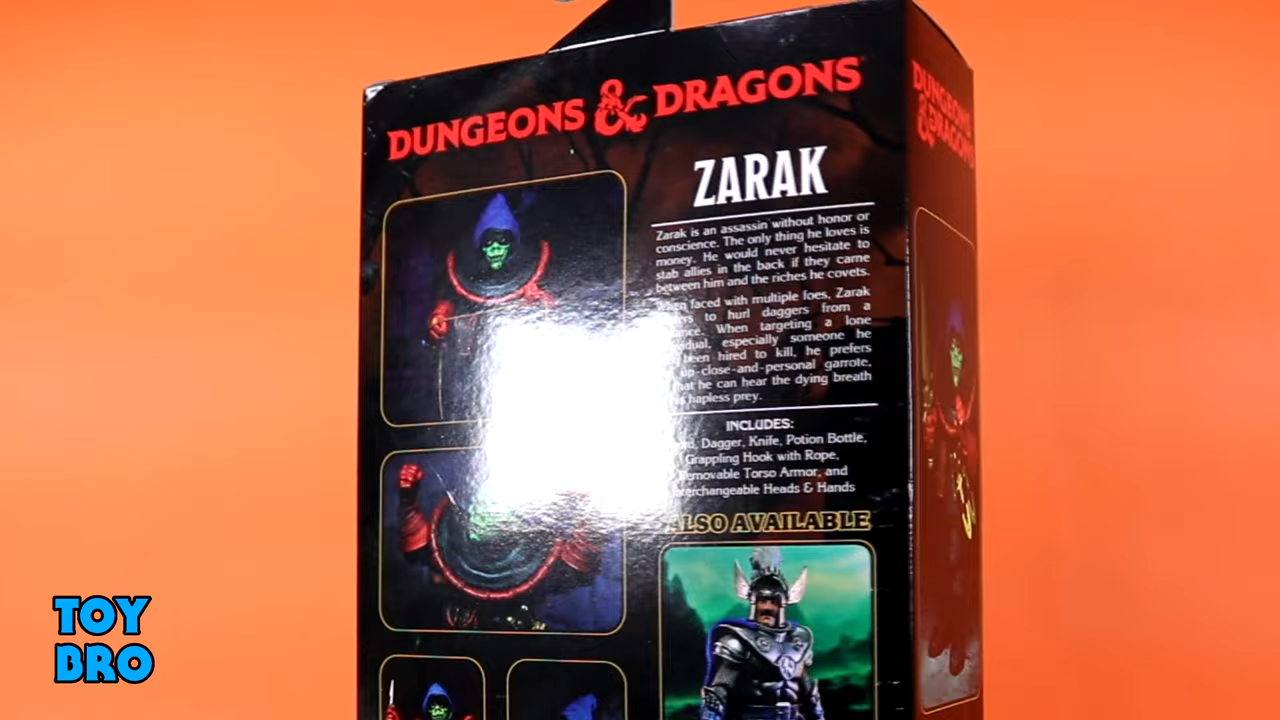 DUNGEONS & DRAGONS
DUNGEONS
& DRAGONS
ZARAK
Zarak is an assassin without honor or
conscience. The only thing he loves is
money. He would never hesitate to
stab allies in the back if they came
between him and the riches he covets.
faced with multiple foes, Zarak
to hurl daggers from a
When targeting a lone
especially someone he
been hired to kill, he prefers
up-close-and-personal garrote,
he can hear the dying breath
hapless prey.
INCLUDES:
Dagger, Knife, Potion Bottle,
Grappling Hook with Rope,
Removable Torso Armor, and
Interchangeable Heads & Hands
ALSO AVAILABLE
TOY
BRO